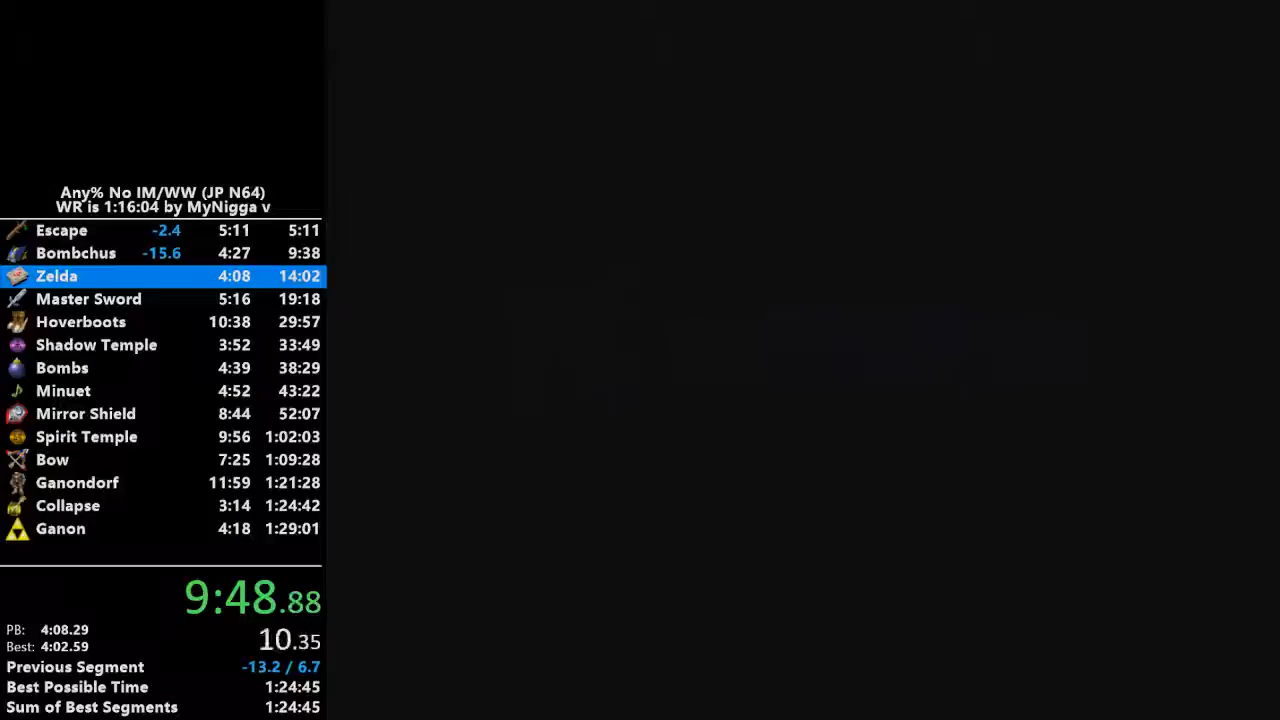 Any% No IM/WW (JP N64)
WR is 1:16:04 by MyNigga v
Escape -2.4 5:11 5:11
Bombchus -15.6 4:27 9:38
Zelda 4:08 14:02
Master Sword 5:16 19:18
Hoverboots 10:38 29:57
Shadow Temple 3:52 33:49
Bombs 4:39 38:29
Minuet 4:52 43:22
Mirror Shield 8:44 52:07
Spirit Temple 9:56 1:02:03
Bow 7:25 1:09:28
Ganondorf 11:59 1:21:28
Collapse 3:14 1:24:42
Ganon 4:18 1:29:01
9:48.88
PB: 4:08.29
Best: 4:02.59
10.35
Previous Segment -13.2 / 6.7
Best Possible Time 1:24:45
Sum of Best Segments 1:24:45